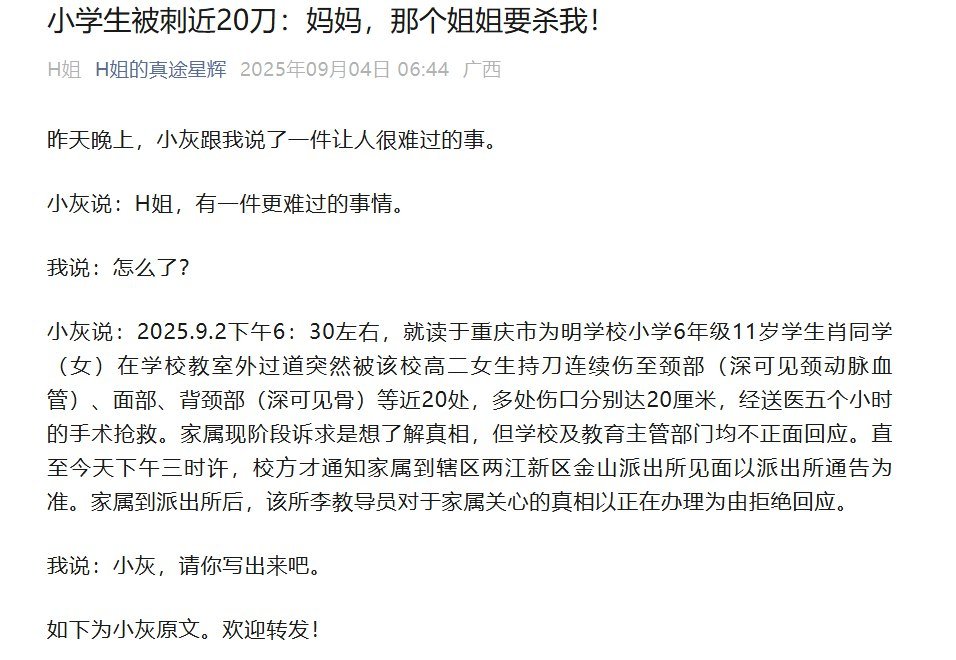 小学生被刺近20刀：妈妈，那个姐姐要杀我！
H姐 H姐的真途星辉 2025年09月04日 06:44 广西
昨天晚上，小灰跟我说了一件让人很难过的事。
小灰说：H姐，有一件更难过的事情。
我说：怎么了？
小灰说：2025.9.2下午6：30左右，就读于重庆市为明学校小学6年级11岁学生肖同学
（女）在学校教室外过道突然被该校高二女生持刀连续伤至颈部（深可见颈动脉血
管）、面部、背颈部（深可见骨）等近20处，多处伤口分别达20厘米，经送医五个小时
的手术抢救。家属现阶段诉求是想了解真相，但学校及教育主管部门均不正面回应。直
至今天下午三时许，校方才通知家属到辖区两江新区金山派出所见面以派出所通告为
准。家属到派出所后，该所李教导员对于家属关心的真相以正在办理为由拒绝回应。
我说：小灰，请你写出来吧。
如下为小灰原文。欢迎转发！